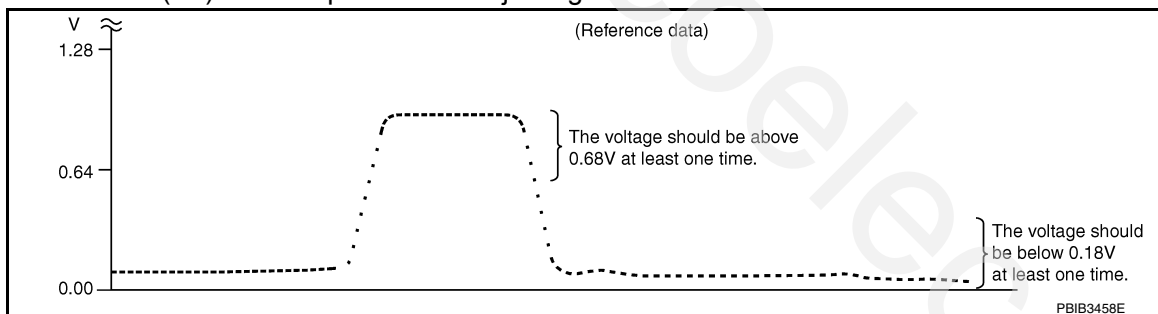 V
(Reference data)
1.28
The voltage should be above
0.68V at least one time.
0.64
The voltage should
be below 0.18V
at least one time.
0.00
PBIB3458E